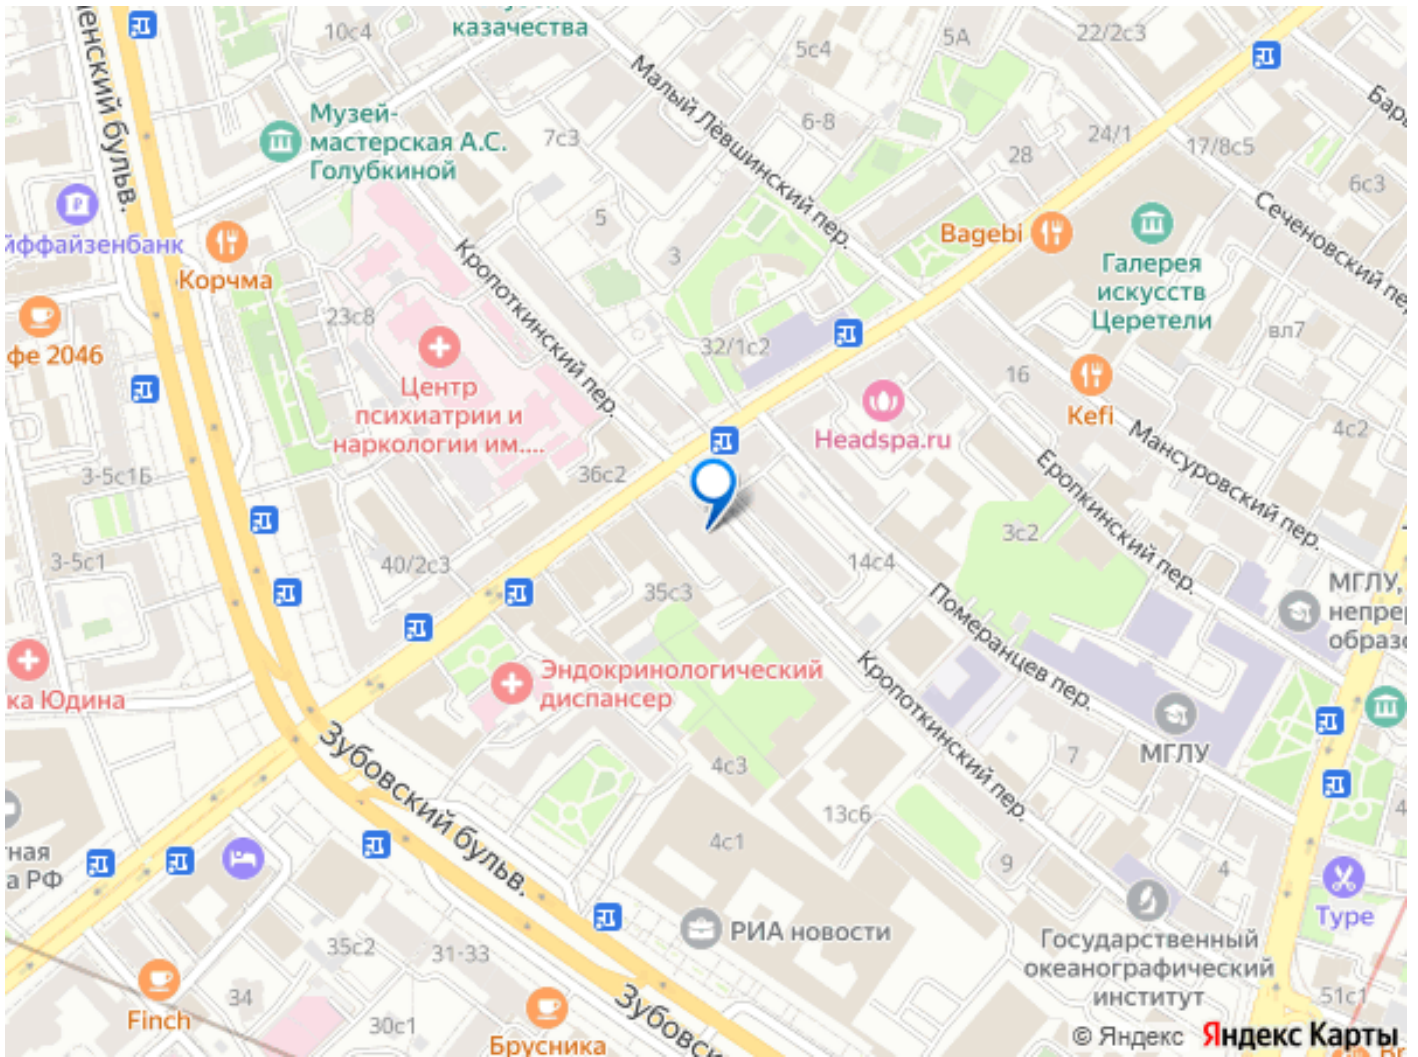 казачества
10с4
5с4
5А
22/2с3
Малый Лёвшинский пер.
енский бульв.
Музей-
мастерская А.С.
Голубкиной
7с3
6-8
28
24/1
17/8с5
6с3
Сеченовский пе
йффайзенбанк
Корчма
Кропоткинский пер.
5
3
Bagebi
Галерея
искусств
Церетели
вл7
23с8
фе 2046
Центр
психиатрии и
наркологии им....
32/1с2
16
Kefi
Headspa.ru
Мансуровский пер.
4с2
3-5с1Б
36с2
Еропкинский пер.
3с2
3-5с1
40/2с3
14с4
35с3
Померанцев пер.
МГЛУ,
непрер
образо
ка Юдина
Эндокринологический
диспансер
Кропоткинский пер.
МГЛУ
7
Зубовский бульв.
4с3
13с6
4с1
9
4
ная
а РФ
Type
РИА новости
Государственный
океанографический
институт
35с2
31-33
34
Finch
30с1
Брусника
Зубовс
51с1
© Яндекс Яндекс Карты